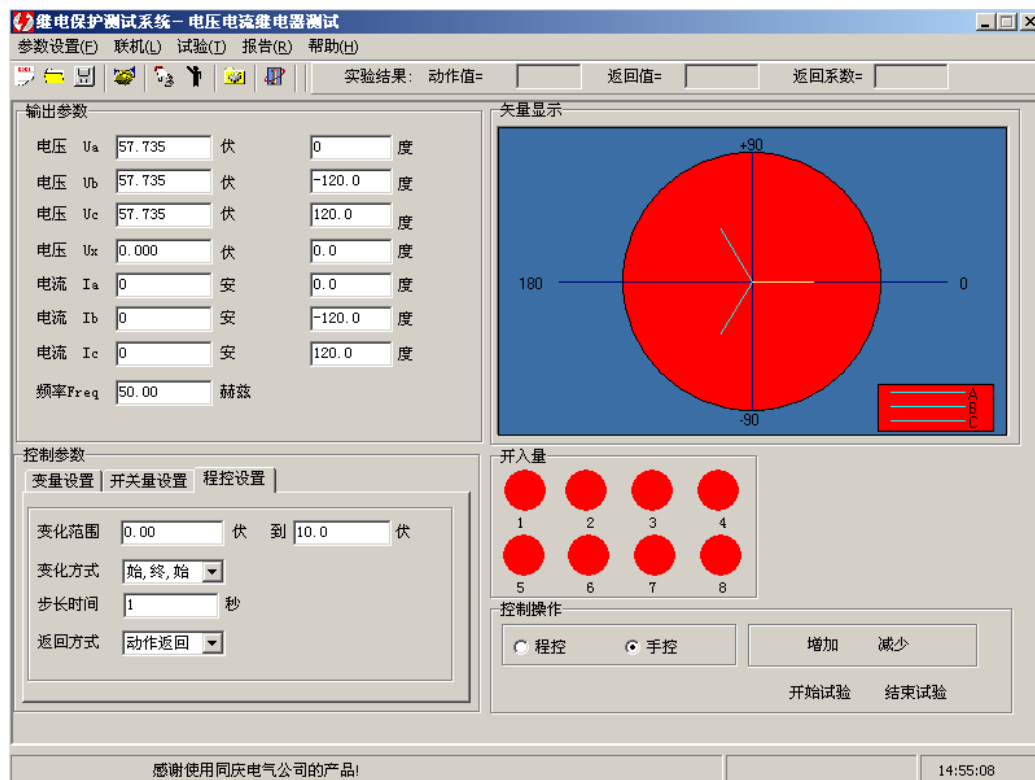 继电保护测试系统- 电压电流继电器测试
参数设置(F) 联机(L) 试验(T) 报告(R) 帮助(H)
实验结果: 动作值= 返回值= 返回系数=
输出参数
电压 Ua 57.735 伏 0 度
电压 Ub 57.735 伏 -120.0 度
电压 Uc 57.735 伏 120.0 度
电压 Ux 0.000 伏 0.0 度
电流 Ia 0 安 0.0 度
电流 Ib 0 安 -120.0 度
电流 Ic 0 安 120.0 度
频率Freq 50.00 赫兹
矢量显示
+90
180 0
-90
A
B
C
控制参数
变量设置 开关量设置 程控设置
变化范围 0.00 伏 到 10.0 伏
变化方式 始,终,始
步长时间 1 秒
返回方式 动作返回
开入量
1 2 3 4
5 6 7 8
控制操作
程控 手控 增加 减少
开始试验 结束试验
感谢使用同庆电气公司的产品! 14:55:08